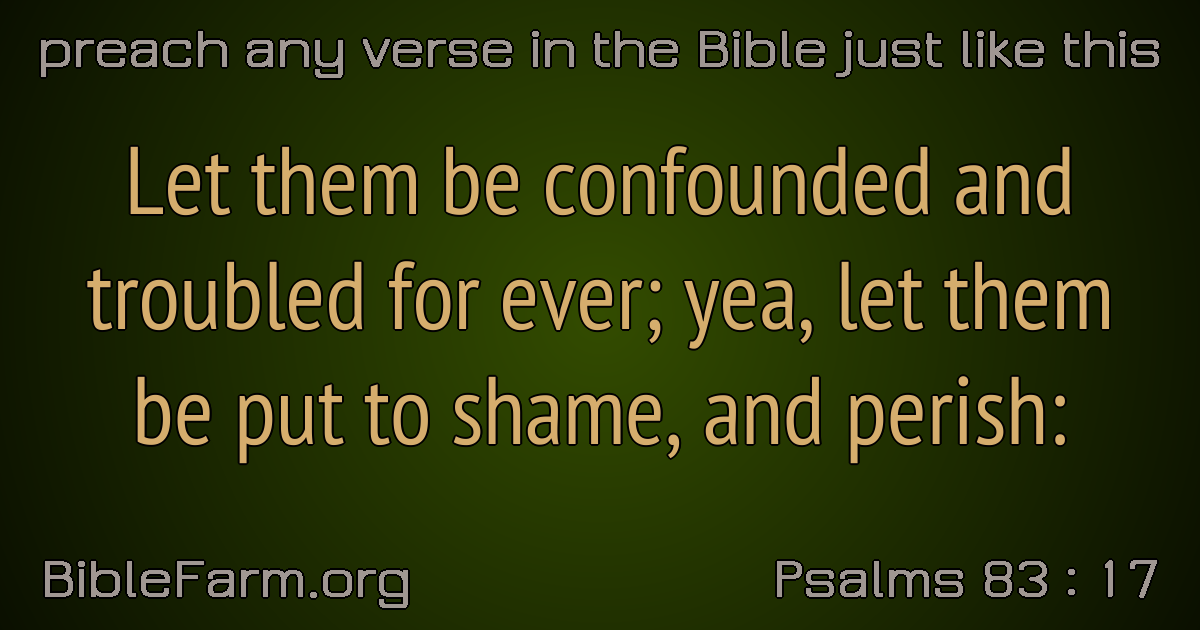 preach any verse in the Bible just like this
Let them be confounded and
troubled for ever; yea, let them
be put to shame, and perish:
BibleFarm.org
Psalms 83 : 17